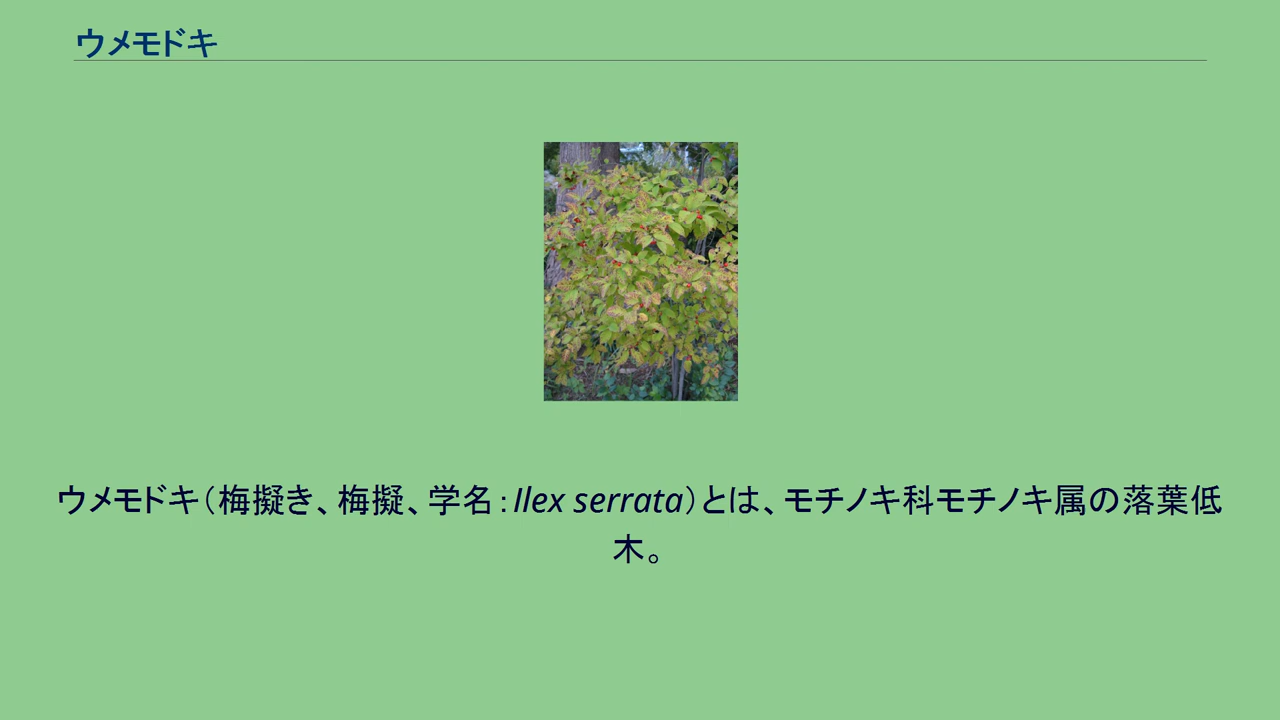 ウメモドキ
ウメモドキ（梅擬き、梅擬、学名：Ilex serrata）とは、モチノキ科モチノキ属の落葉低
木。